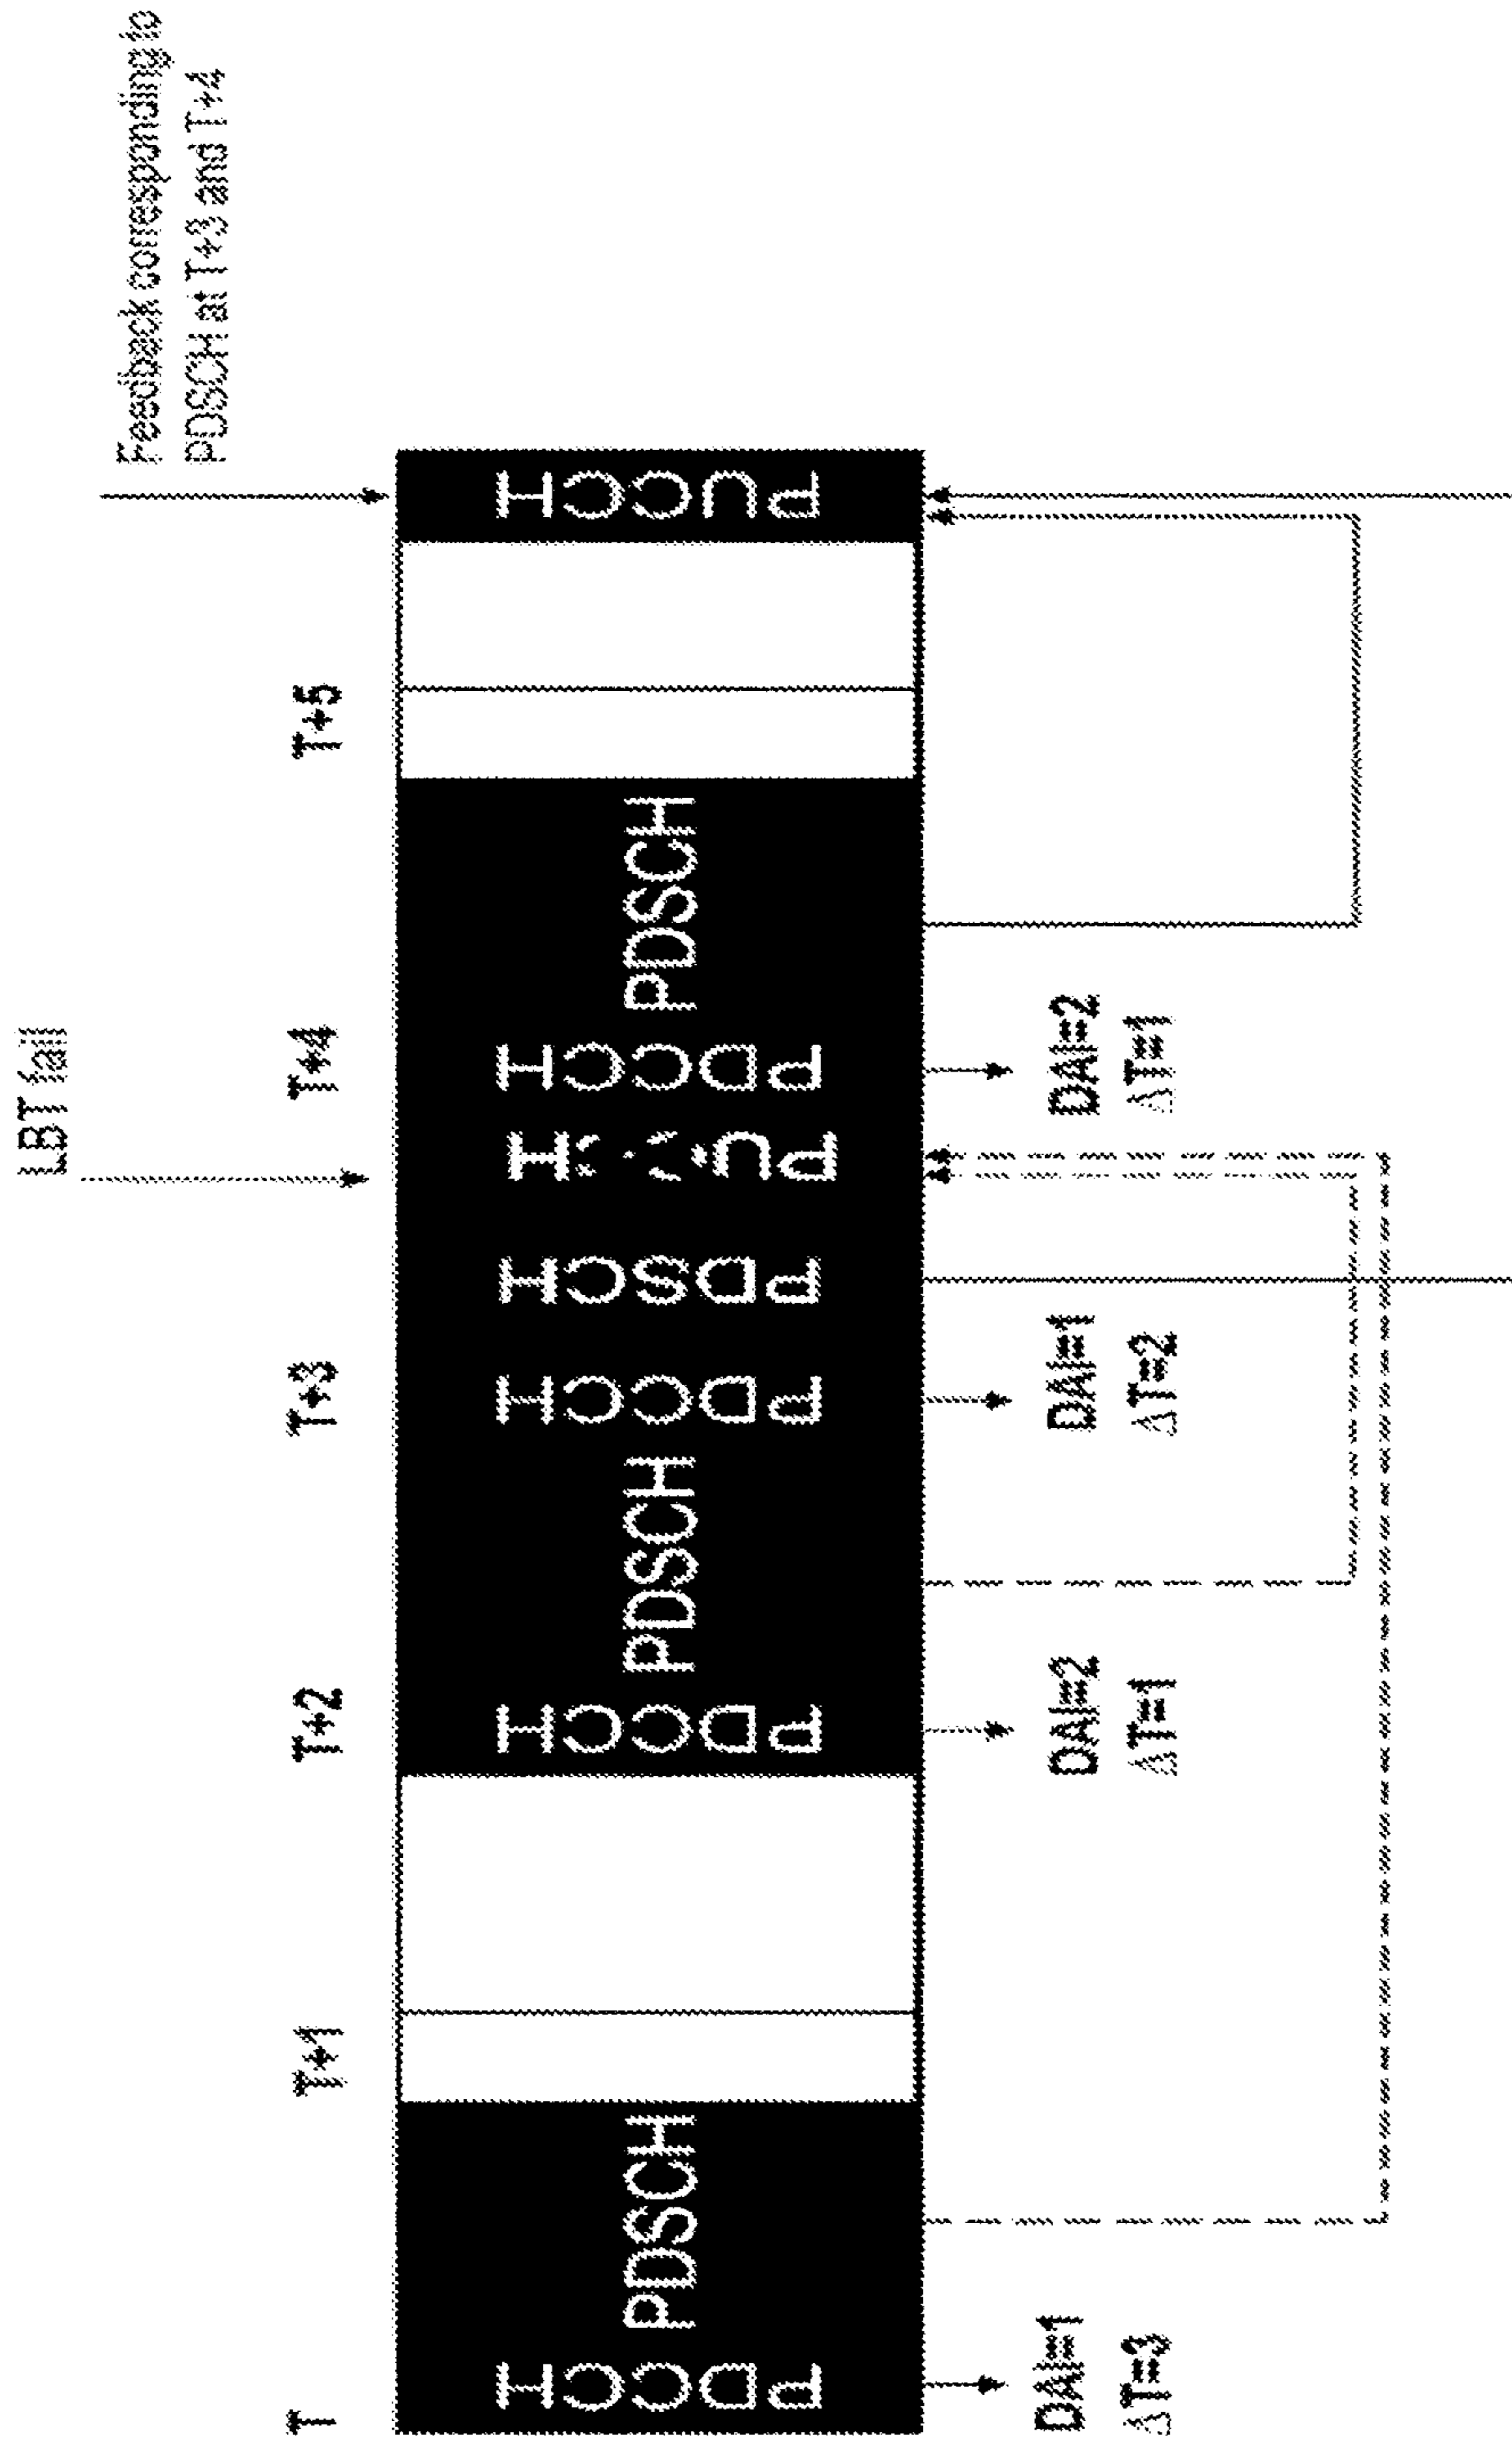 LBT fail
Feedback corresponding to
PDSCH at T+3 and T+4
T
T+1
T+2
T+3
T+4
T+5
PDCCH
PDSCH
PDCCH
PDSCH
PDCCH
PDSCH
PDCCH
PDSCH
PUCCH
DAI=1
ΔT=3
DAI=2
ΔT=1
DAI=1
ΔT=2
DAI=2
ΔT=1